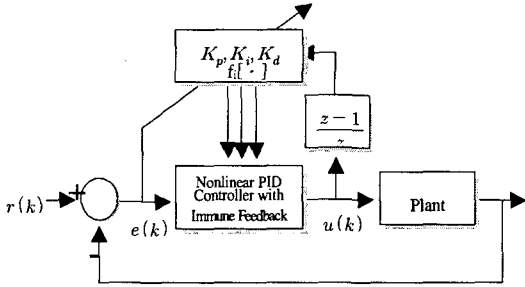 K_p, K_i, K_d
f_i[ · ]
z − 1
z
Nonlinear PID
Controller with
Immune Feedback
Plant
+
r(k)
e(k)
u(k)
−